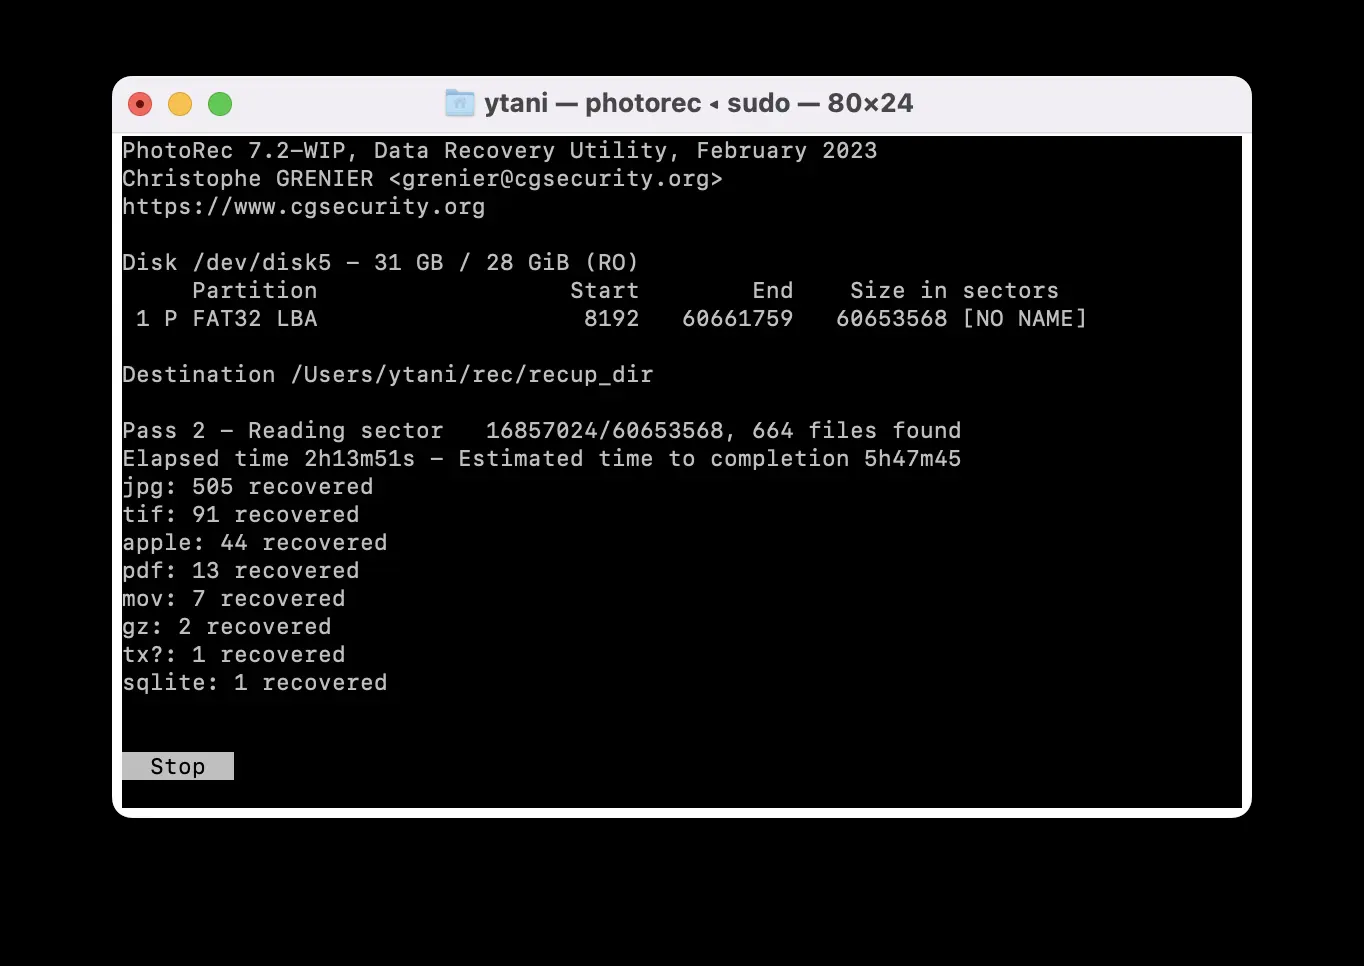 ytani — photorec ◂ sudo — 80×24
PhotoRec 7.2-WIP, Data Recovery Utility, February 2023
Christophe GRENIER <grenier@cgsecurity.org>
https://www.cgsecurity.org
Disk /dev/disk5 - 31 GB / 28 GiB (RO)
Partition Start End Size in sectors
1 P FAT32 LBA 8192 60661759 60653568 [NO NAME]
Destination /Users/ytani/rec/recup_dir
Pass 2 - Reading sector 16857024/60653568, 664 files found
Elapsed time 2h13m51s - Estimated time to completion 5h47m45
jpg: 505 recovered
tif: 91 recovered
apple: 44 recovered
pdf: 13 recovered
mov: 7 recovered
gz: 2 recovered
tx?: 1 recovered
sqlite: 1 recovered
Stop